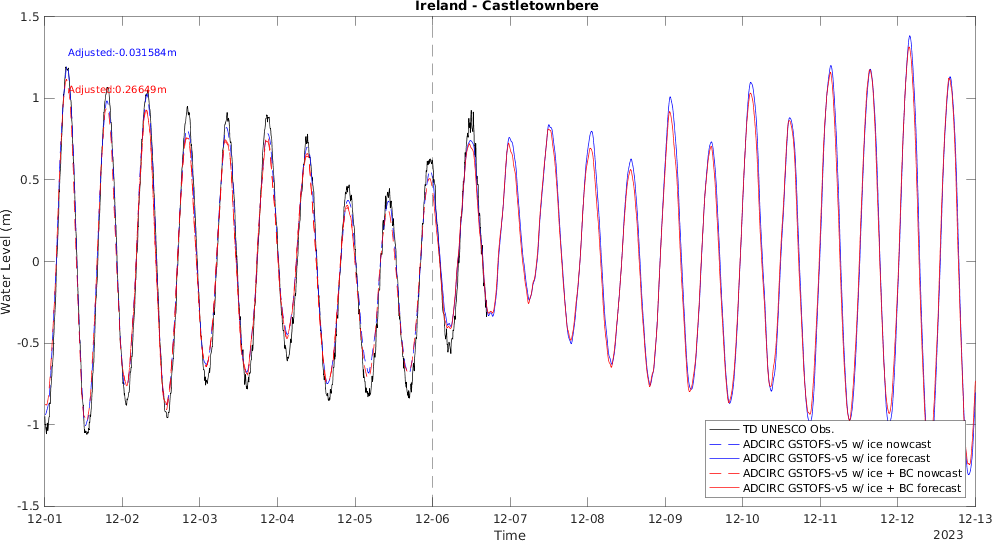 Ireland - Castletownbere
Adjusted:-0.031584m
Adjusted:0.26649m
Water Level (m)
1.5
1
0.5
0
-0.5
-1
-1.5
TD UNESCO Obs.
ADCIRC GSTOFS-v5 w/ ice nowcast
ADCIRC GSTOFS-v5 w/ ice forecast
ADCIRC GSTOFS-v5 w/ ice + BC nowcast
ADCIRC GSTOFS-v5 w/ ice + BC forecast
12-01 12-02 12-03 12-04 12-05 12-06 12-07 12-08 12-09 12-10 12-11 12-12 12-13
Time
2023